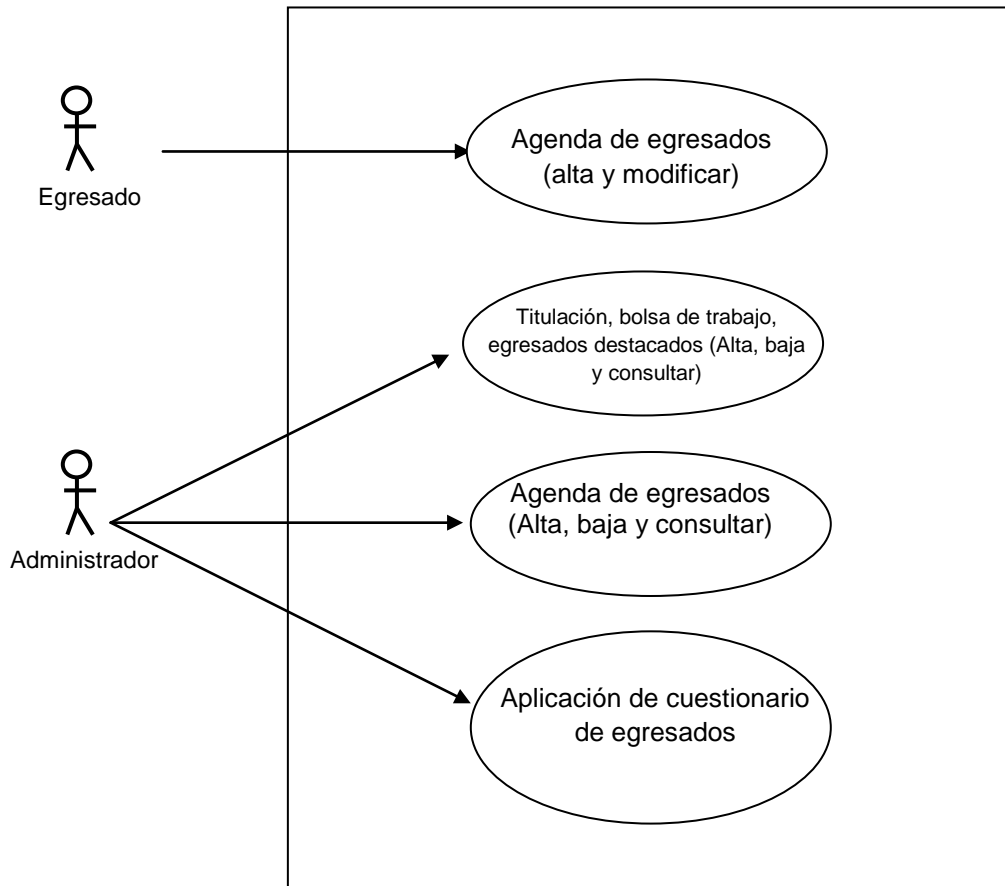 Agenda de egresados
(alta y modificar)
Egresado
Titulación, bolsa de trabajo,
egresados destacados (Alta, baja
y consultar)
Agenda de egresados
(Alta, baja y consultar)
Administrador
Aplicación de cuestionario
de egresados